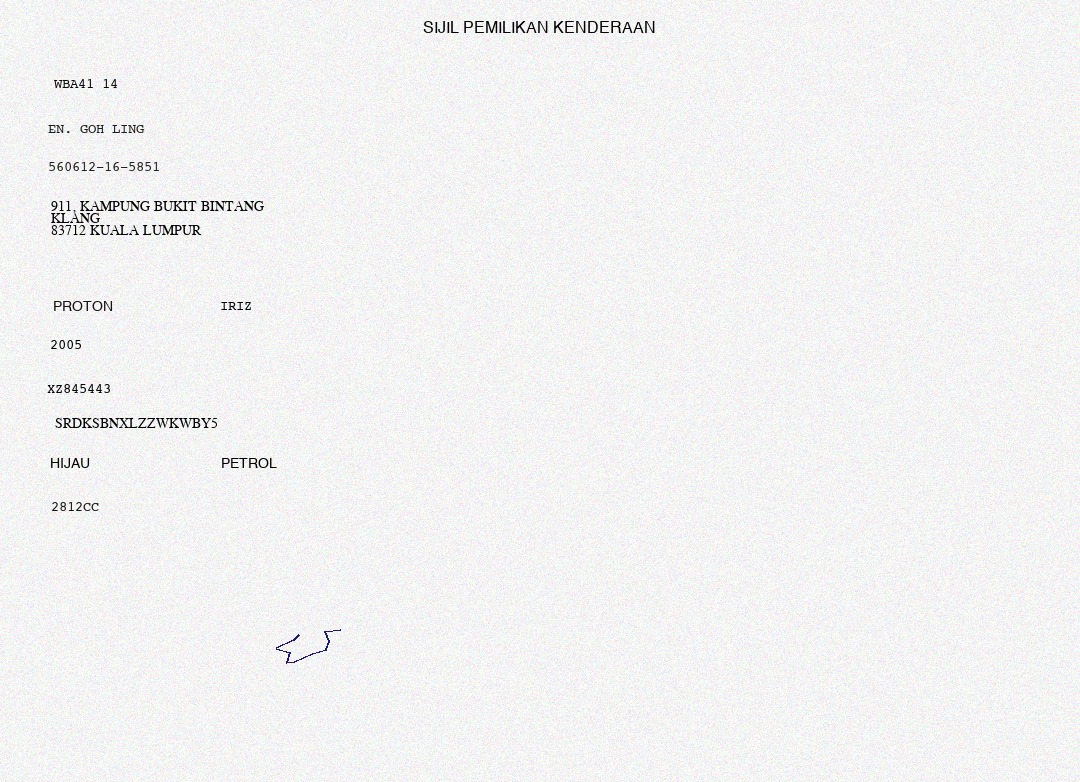 SIJIL PEMILIKAN KENDERAAN
WBA41 14
EN. GOH LING
560612-16-5851
911, KAMPUNG BUKIT BINTANG
KLANG
83712 KUALA LUMPUR
PROTON IRIZ
2005
XZ845443
SRDKSBNXLZZWKWBY5
HIJAU PETROL
2812CC